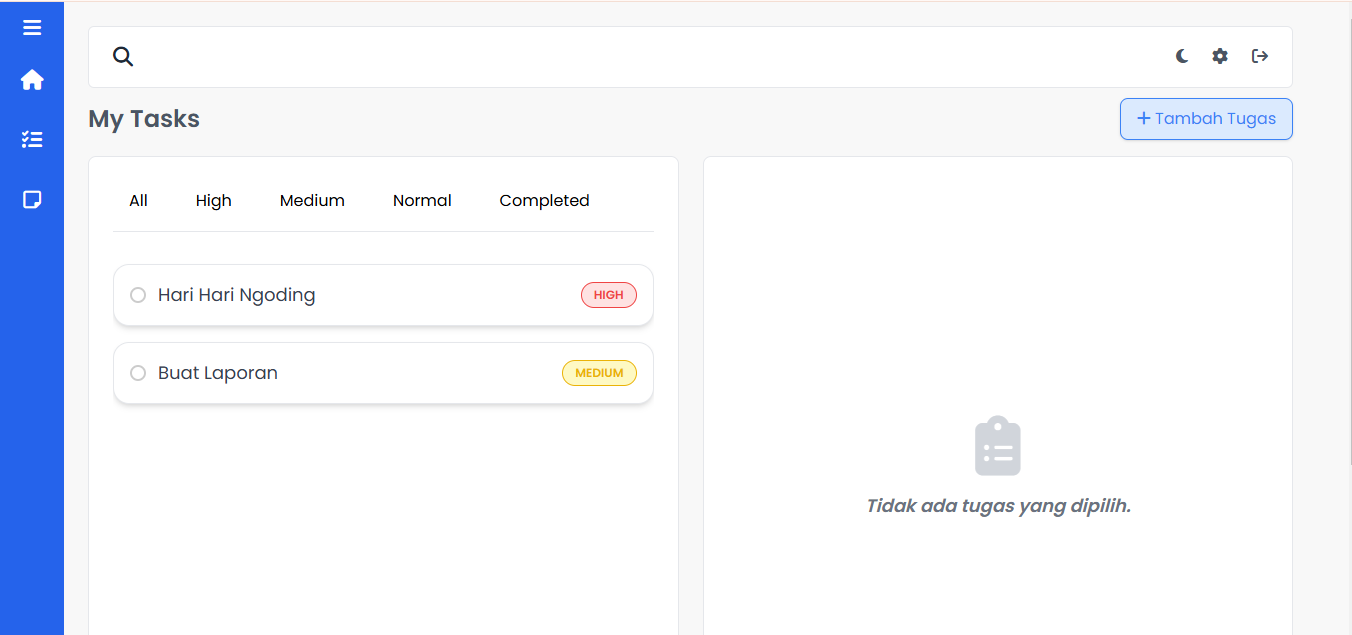 My Tasks
+ Tambah Tugas
All High Medium Normal Completed
Hari Hari Ngoding HIGH
Buat Laporan MEDIUM
Tidak ada tugas yang dipilih.